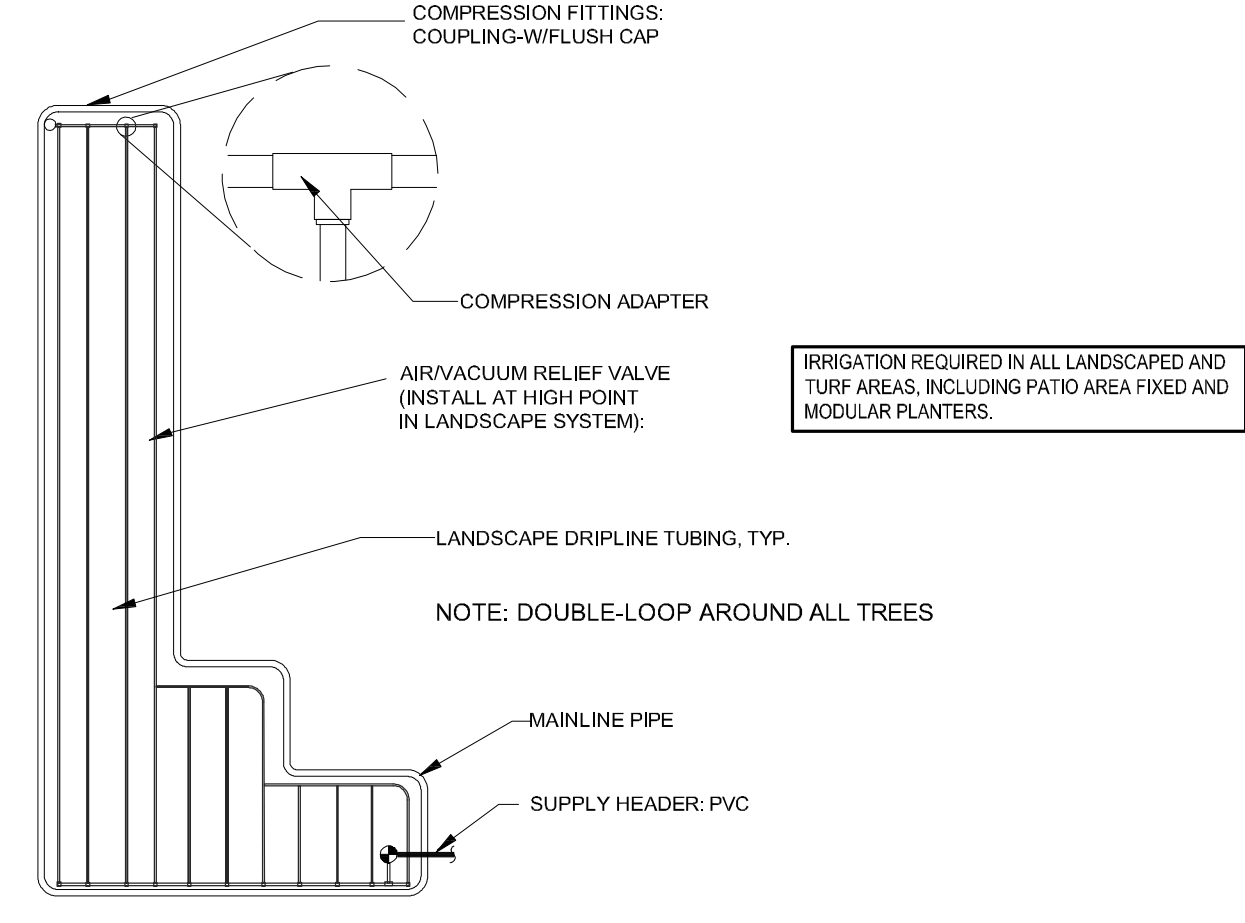 COMPRESSION FITTINGS:
COUPLING-W/FLUSH CAP
COMPRESSION ADAPTER
AIR/VACUUM RELIEF VALVE
(INSTALL AT HIGH POINT
IN LANDSCAPE SYSTEM):
IRRIGATION REQUIRED IN ALL LANDSCAPED AND
TURF AREAS, INCLUDING PATIO AREA FIXED AND
MODULAR PLANTERS.
LANDSCAPE DRIPLINE TUBING, TYP.
NOTE: DOUBLE-LOOP AROUND ALL TREES
MAINLINE PIPE
SUPPLY HEADER: PVC